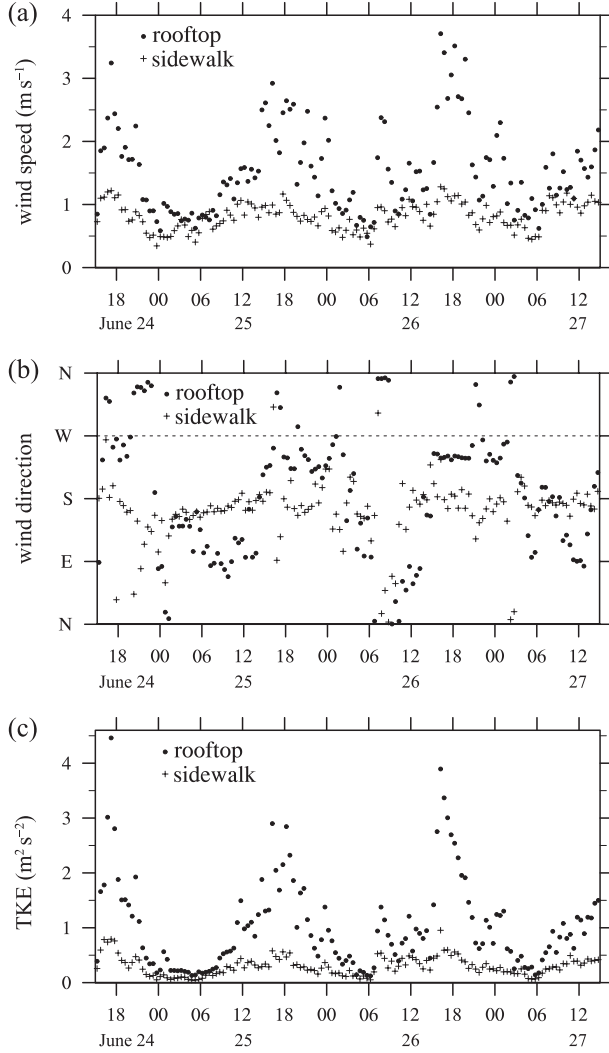 (a)
rooftop
sidewalk
wind speed (m s⁻¹)
4
3
2
1
0
18 00 06 12 18 00 06 12 18 00 06 12
June 24 25 26 27
(b)
rooftop
sidewalk
wind direction
N
W
S
E
N
18 00 06 12 18 00 06 12 18 00 06 12
June 24 25 26 27
(c)
rooftop
sidewalk
TKE (m² s⁻²)
4
3
2
1
0
18 00 06 12 18 00 06 12 18 00 06 12
June 24 25 26 27